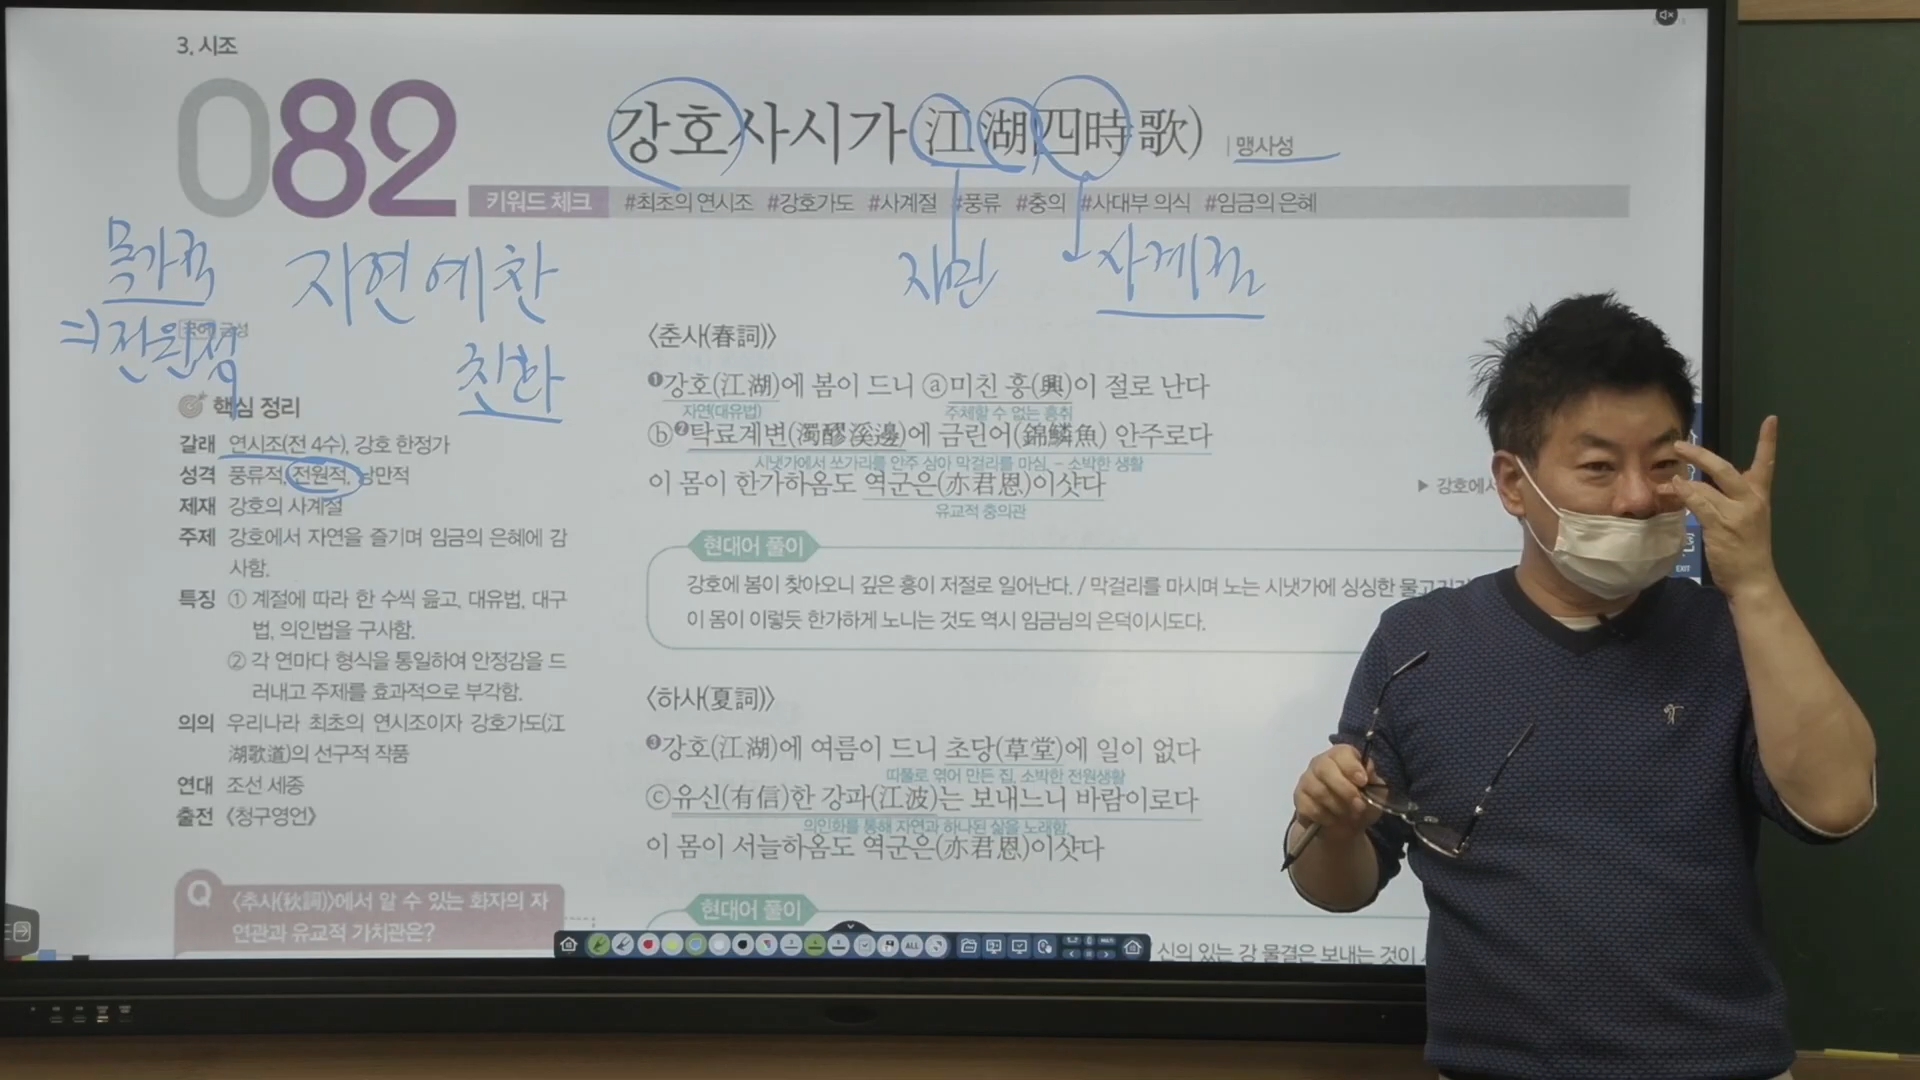 3. 시조
082
강호사시가(江湖四時歌) | 맹사성
키워드 체크 #최초의 연시조 #강호가도 #사계절 #풍류 #충의 #사대부 의식 #임금의 은혜
목가적
자연예찬
자연
사계절
⇒전원성
친화
핵심 정리
갈래 연시조(전 4수), 강호 한정가
성격 풍류적, 전원적, 낭만적
제재 강호의 사계절
주제 강호에서 자연을 즐기며 임금의 은혜에 감
사함.
특징 ① 계절에 따라 한 수씩 읊고, 대유법, 대구
법, 의인법을 구사함.
② 각 연마다 형식을 통일하여 안정감을 드
러내고 주제를 효과적으로 부각함.
의의 우리나라 최초의 연시조이자 강호가도(江
湖歌道)의 선구적 작품
연대 조선 세종
출전 《청구영언》
Q 〈추사(秋詞)〉에서 알 수 있는 화자의 자
연관과 유교적 가치관은?
〈춘사(春詞)〉
❶강호(江湖)에 봄이 드니 ⓐ미친 흥(興)이 절로 난다
자연(대유법) 주체할 수 없는 흥취
ⓑ❷탁료계변(濁醪溪邊)에 금린어(錦鱗魚) 안주로다
시냇가에서 쏘가리를 안주 삼아 막걸리를 마심. - 소박한 생활
이 몸이 한가하옴도 역군은(亦君恩)이샷다
▶ 강호에서
유교적 충의관
현대어 풀이
강호에 봄이 찾아오니 깊은 흥이 저절로 일어난다. / 막걸리를 마시며 노는 시냇가에 싱싱한 물고기가
이 몸이 이렇듯 한가하게 노니는 것도 역시 임금님의 은덕이시도다.
〈하사(夏詞)〉
❸강호(江湖)에 여름이 드니 초당(草堂)에 일이 없다
띠풀로 엮어 만든 집, 소박한 전원생활
ⓒ유신(有信)한 강파(江波)는 보내느니 바람이로다
의인화를 통해 자연과 하나된 삶을 노래함.
이 몸이 서늘하옴도 역군은(亦君恩)이샷다
현대어 풀이
신의 있는 강 물결은 보내는 것이
ALL
EXIT